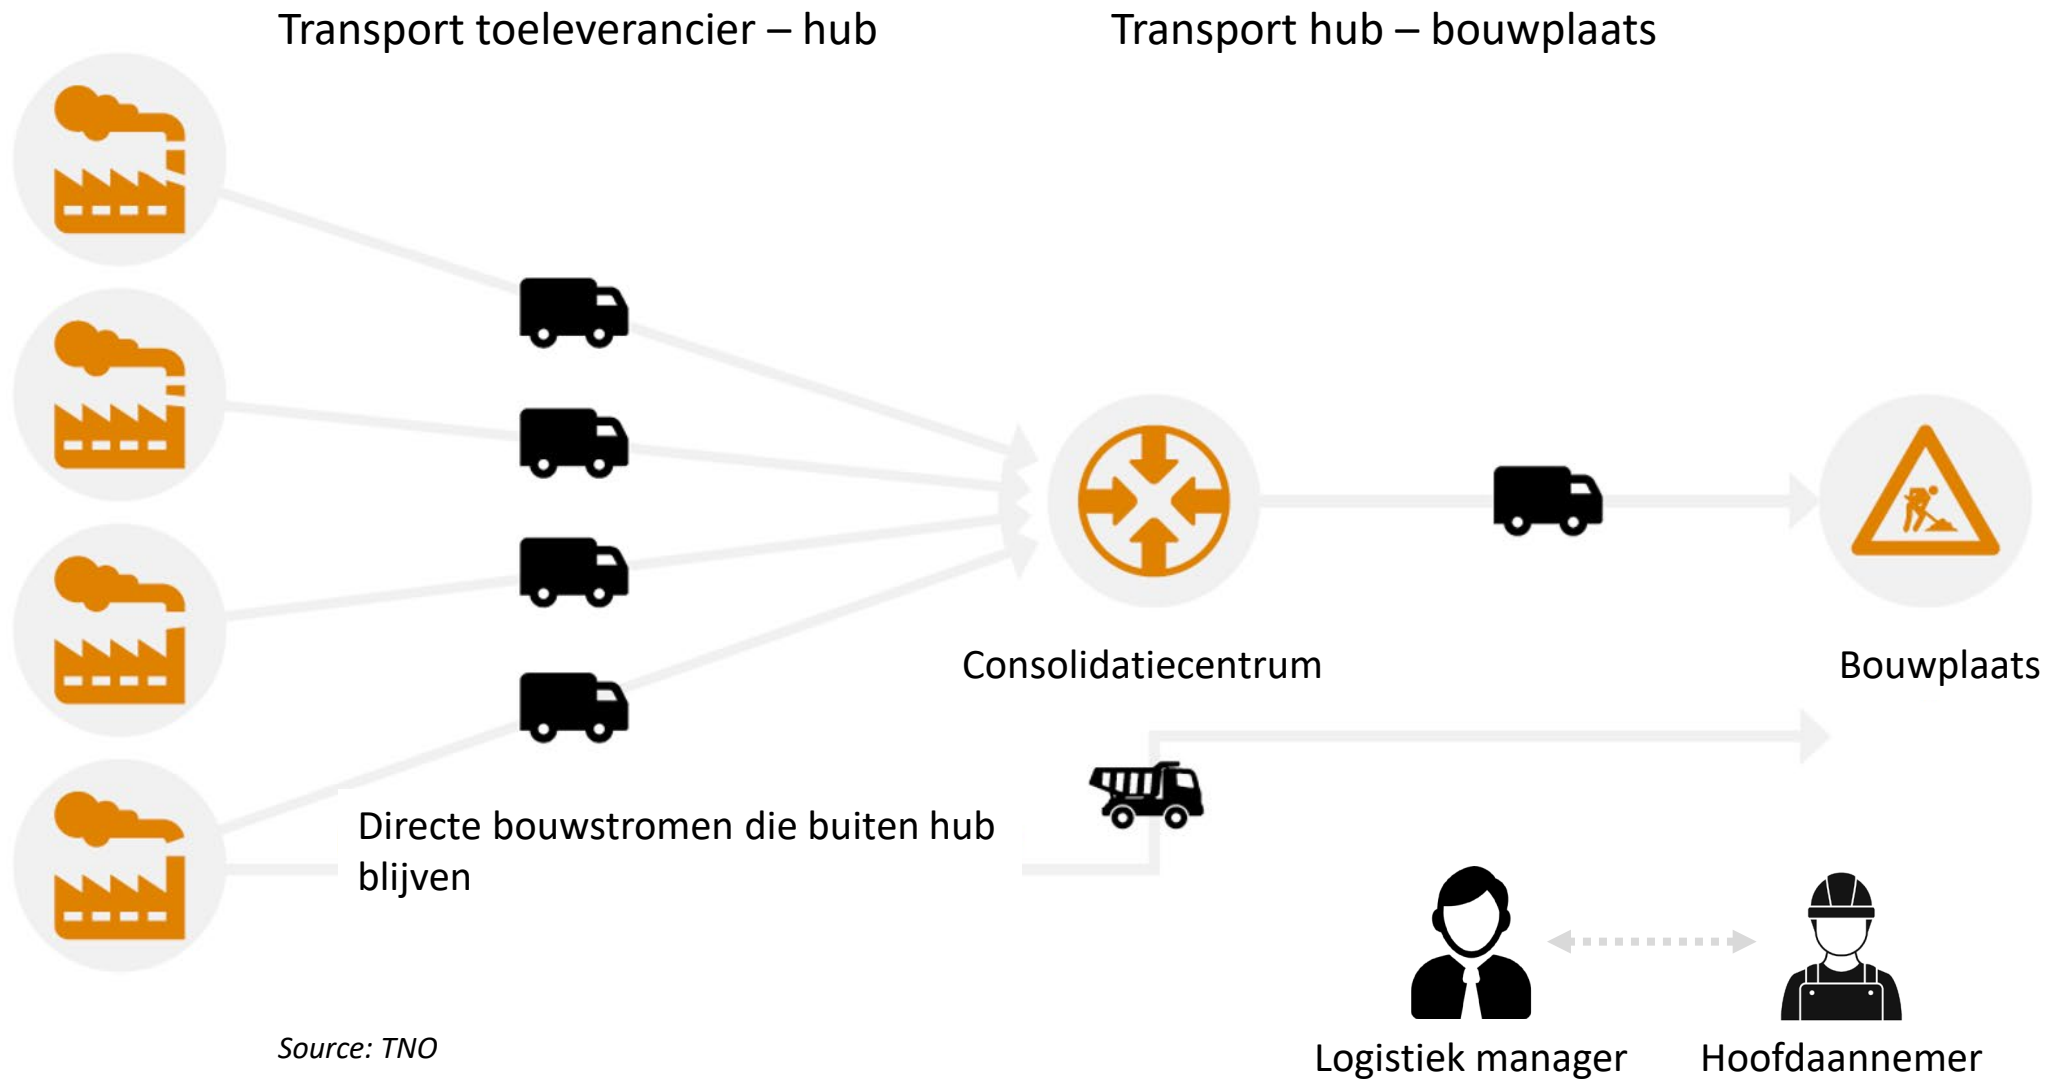 Transport toeleverancier – hub
Transport hub – bouwplaats
Consolidatiecentrum
Bouwplaats
Directe bouwstromen die buiten hub
blijven
Source: TNO
Logistiek manager
Hoofdaannemer